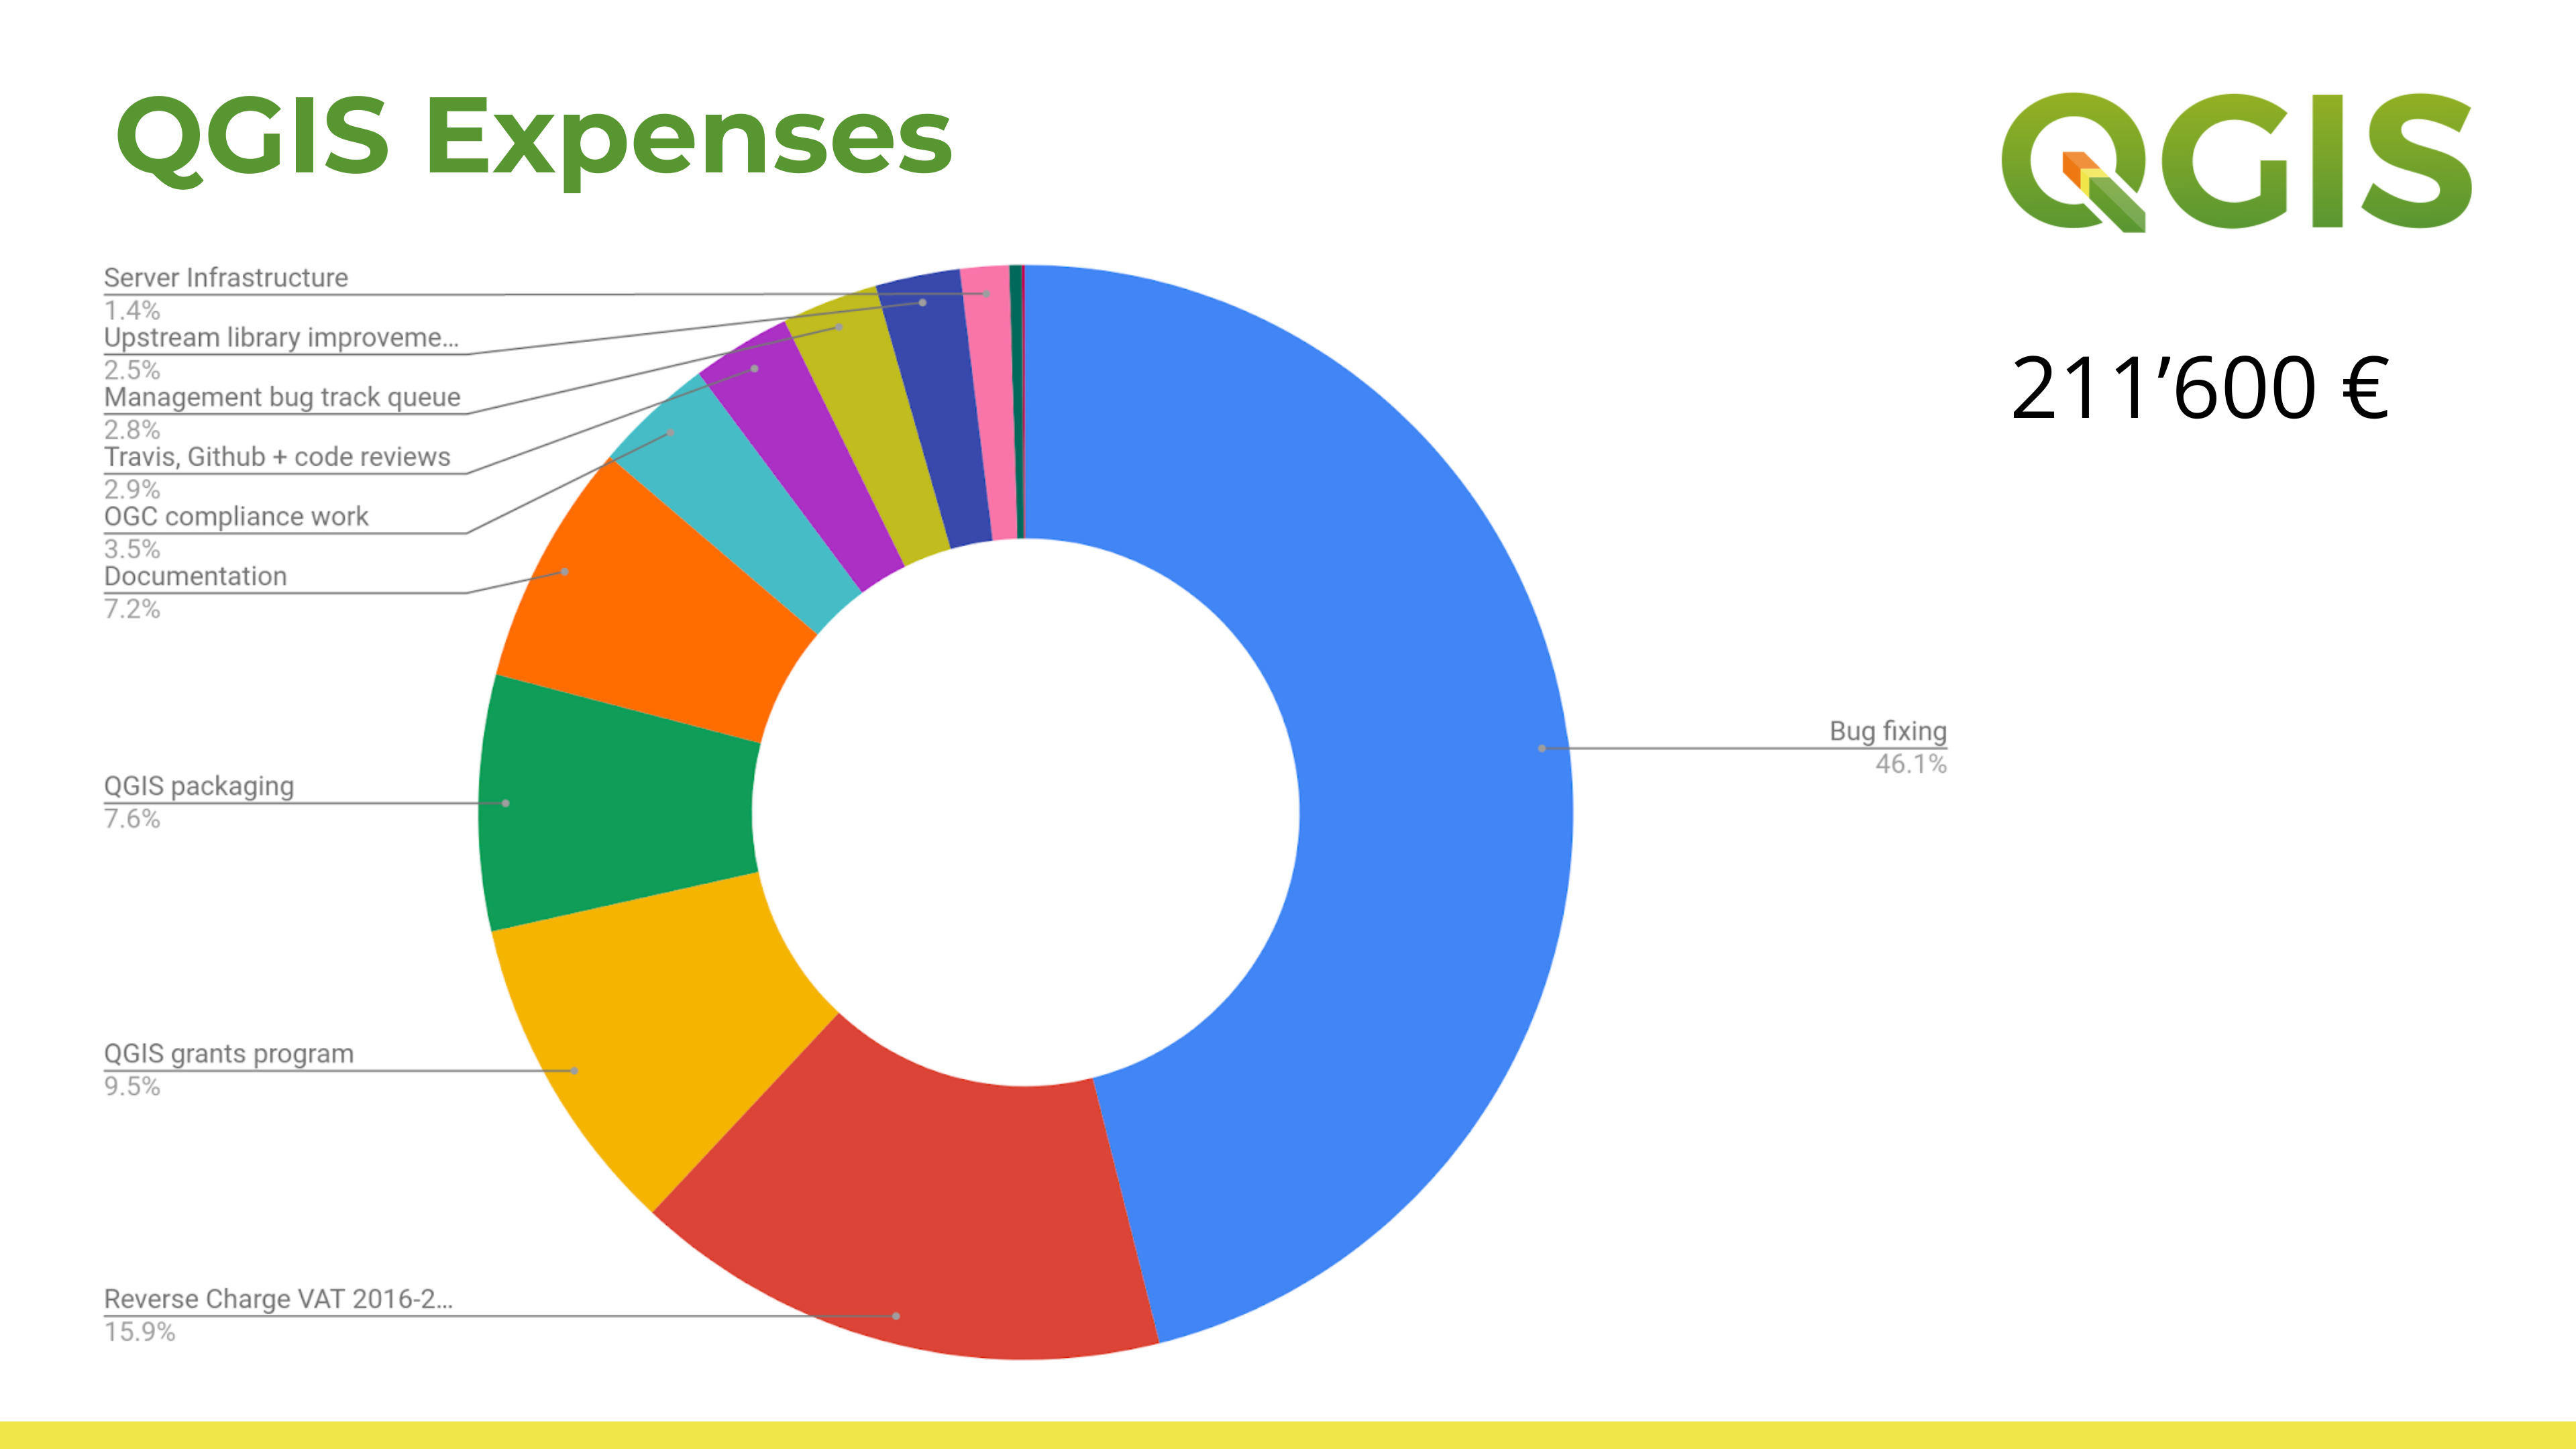 QGIS Expenses
QGIS
211’600 €
Server Infrastructure
1.4%
Upstream library improveme...
2.5%
Management bug track queue
2.8%
Travis, Github + code reviews
2.9%
OGC compliance work
3.5%
Documentation
7.2%
QGIS packaging
7.6%
QGIS grants program
9.5%
Reverse Charge VAT 2016-2...
15.9%
Bug fixing
46.1%